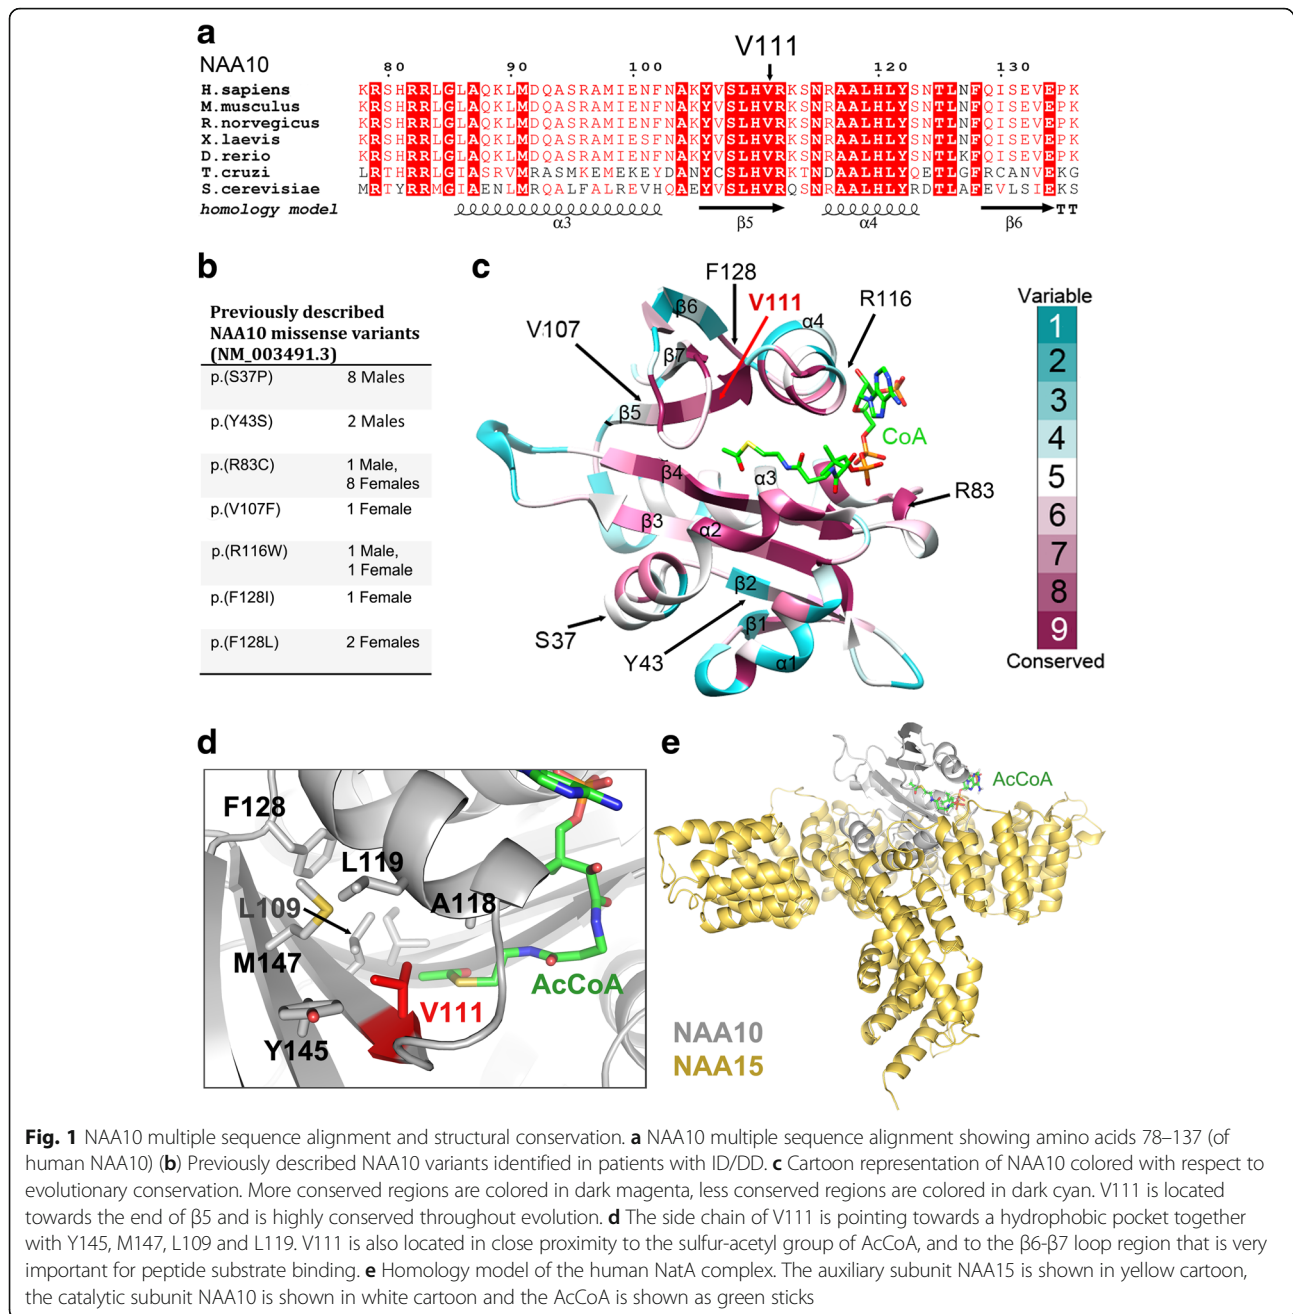 a
V111
NAA10
80 90 100 120 130
H.sapiens KRSHRRLGLAQKLMDQASRAMIENFNAKYVSLHVRKSNRAALHLYSNTLNFQISEVEPK
M.musculus KRSHRRLGLAQKLMDQASRAMIENFNAKYVSLHVRKSNRAALHLYSNTLNFQISEVEPK
R.norvegicus KRSHRRLGLAQKLMDQASRAMIENFNAKYVSLHVRKSNRAALHLYSNTLNFQISEVEPK
X.laevis KRSHRRLGLAQKLMDQASRAMIESFNAKYVSLHVRKSNRAALHLYSNTLNFQISEVEPK
D.rerio KRSHRRLGLAQKLMDQASRAMIENFNAKYVSLHVRKSNRAALHLYSNTLKFQISEVEPK
T.cruzi KRSHRRLGIASRVMRASMKEMEKEYDANYCSLHVRKTNDAALHLYQETLGFRCANVEKG
S.cerevisiae MRTYRRMGIAENLMRQALFALREVHQAEYVSLHVRQSNRAALHLYRDTLAFEVLSIEKS
homology model α3 β5 α4 β6 TT
b
Previously described
NAA10 missense variants
(NM_003491.3)
p.(S37P) 8 Males
p.(Y43S) 2 Males
p.(R83C) 1 Male,
8 Females
p.(V107F) 1 Female
p.(R116W) 1 Male,
1 Female
p.(F128I) 1 Female
p.(F128L) 2 Females
c
F128
V111
R116
V107
β6
α4
β7
β5
CoA
β4
α3
R83
β3
α2
β2
S37
β1
Y43
α1
Variable
1
2
3
4
5
6
7
8
9
Conserved
d
F128
L119
L109
A118
M147
AcCoA
V111
Y145
e
AcCoA
NAA10
NAA15
Fig. 1 NAA10 multiple sequence alignment and structural conservation. a NAA10 multiple sequence alignment showing amino acids 78–137 (of
human NAA10) (b) Previously described NAA10 variants identified in patients with ID/DD. c Cartoon representation of NAA10 colored with respect to
evolutionary conservation. More conserved regions are colored in dark magenta, less conserved regions are colored in dark cyan. V111 is located
towards the end of β5 and is highly conserved throughout evolution. d The side chain of V111 is pointing towards a hydrophobic pocket together
with Y145, M147, L109 and L119. V111 is also located in close proximity to the sulfur-acetyl group of AcCoA, and to the β6-β7 loop region that is very
important for peptide substrate binding. e Homology model of the human NatA complex. The auxiliary subunit NAA15 is shown in yellow cartoon,
the catalytic subunit NAA10 is shown in white cartoon and the AcCoA is shown as green sticks